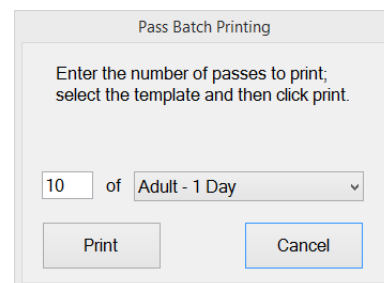 Pass Batch Printing
Enter the number of passes to print;
select the template and then click print.
10 of Adult - 1 Day
Print Cancel